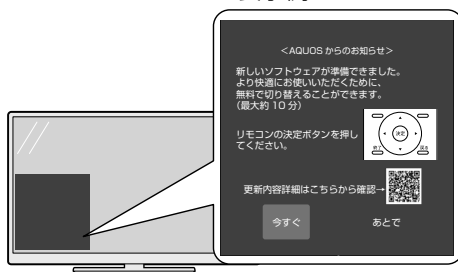 <AQUOS からのお知らせ>
新しいソフトウェアが準備できました。
より快適にお使いいただくために、
無料で切り替えることができます。
(最大約 10 分)
リモコンの決定ボタンを押し
てください。
決定
終了
戻る
更新内容詳細はこちらから確認→
今すぐ
あとで